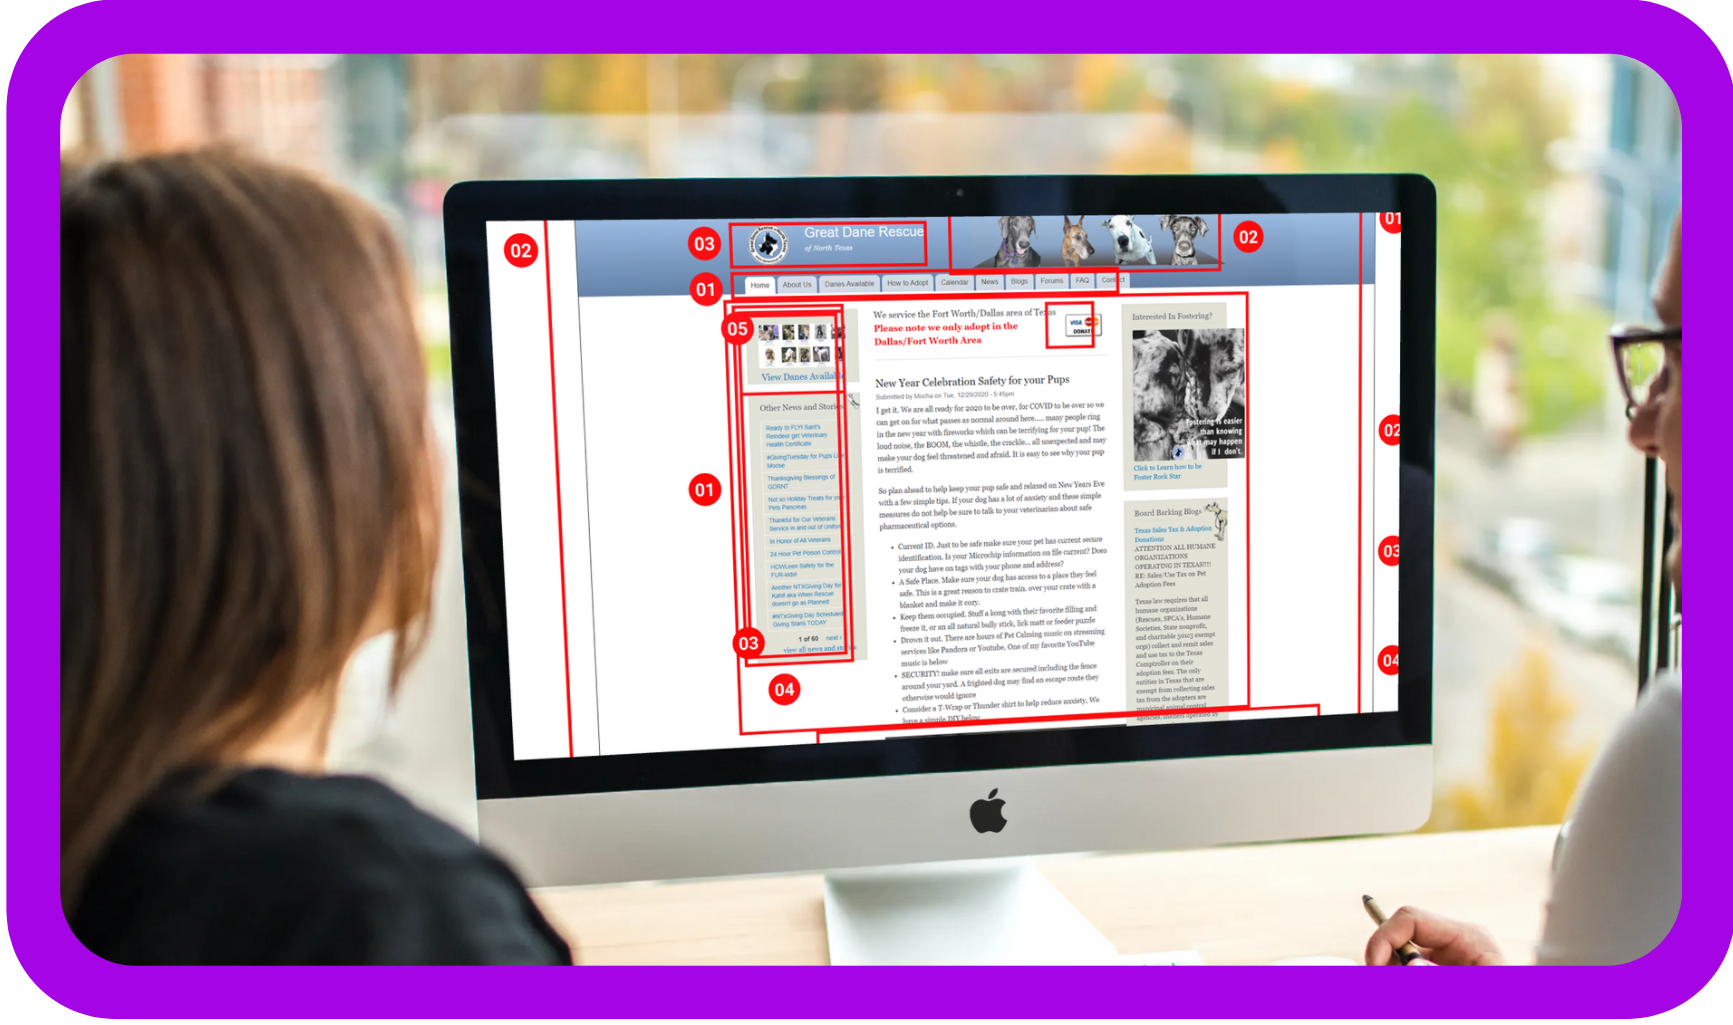 02
03
Great Dane Rescue
of North Texas
02
01
01
Home
About Us
Danes Available
How to Adopt
Calendar
News
Blogs
Forums
FAQ
Contact
05
View Danes Availabl
Other News and Stories
Ready to FLY! Sant's
Reindeer get Veterinary
Health Certificate
#GivingTuesday for Pups Li
Moose
Thanksgiving Blessings of
GDRNT
Not so Holiday Treats for your
Pets Pancreas
Thankful for Our Veterans
Service in and out of Uniform
In Honor of All Veterans
24 Hour Pet Poison Control
HOWLeen Safety for the
FUR-kids!
Another NTXGiving Day for
Kah# aka When Rescue
doesn't go as Planned
#NTxGiving Day Scheduled
Giving Starts TODAY
1 of 60 next ›
view all news and stories
01
03
04
We service the Fort Worth/Dallas area of Texas
Please note we only adopt in the
Dallas/Fort Worth Area
VISA
DONATE
New Year Celebration Safety for your Pups
Submitted by Mocha on Tue, 12/29/2020 - 5:45pm
I get it, We are all ready for 2020 to be over, for COVID to be over so we
can get on for what passes as normal around here..... many people ring
in the new year with fireworks which can be terrifying for your pup! The
loud noise, the BOOM, the whistle, the crackle... all unexpected and may
make your dog feel threatened and afraid. It is easy to see why your pup
is terrified.
So plan ahead to help keep your pup safe and relaxed on New Years Eve
with a few simple tips. If your dog has a lot of anxiety and these simple
measures do not help be sure to talk to your veterinarian about safe
pharmaceutical options.
• Current ID. Just to be safe make sure your pet has current secure
identification. Is your Microchip information on file current? Does
your dog have on tags with your phone and address?
• A Safe Place. Make sure your dog has access to a place they feel
safe. This is a great reason to crate train. over your crate with a
blanket and make it cozy.
• Keep them occupied. Stuff a kong with their favorite filling and
freeze it, or an all natural bully stick, lick matt or feeder puzzle
• Drown it out. There are hours of Pet Calming music on streaming
services like Pandora or Youtube. One of my favorite YouTube
music is below
• SECURITY! make sure all exits are secured including the fence
around your yard. A frighted dog may find an escape route they
otherwise would ignore
• Consider a T-Wrap or Thunder shirt to help reduce anxiety, We
have a simple DIY below
Interested In Fostering?
Fostering is easier
than knowing
what may happen
if I don't.
Click to Learn how to be
Foster Rock Star
Board Barking Blogs
Texas Sales Tax & Adoption
Donations
ATTENTION ALL HUMANE
ORGANIZATIONS
OPERATING IN TEXAS!!!!
RE: Sales/Use Tax on Pet
Adoption Fees
Texas law requires that all
humane organizations
(Rescues, SPCA's, Humane
Societies, State nonprofit,
and charitable 501c3 exempt
orgs) collect and remit sales
and use tax to the Texas
Comptroller on their
adoption fees. The only
entities in Texas that are
exempt from collecting sales
tax from the adopters are
municipal animal control
agencies, shelters operated by
01
02
03
04